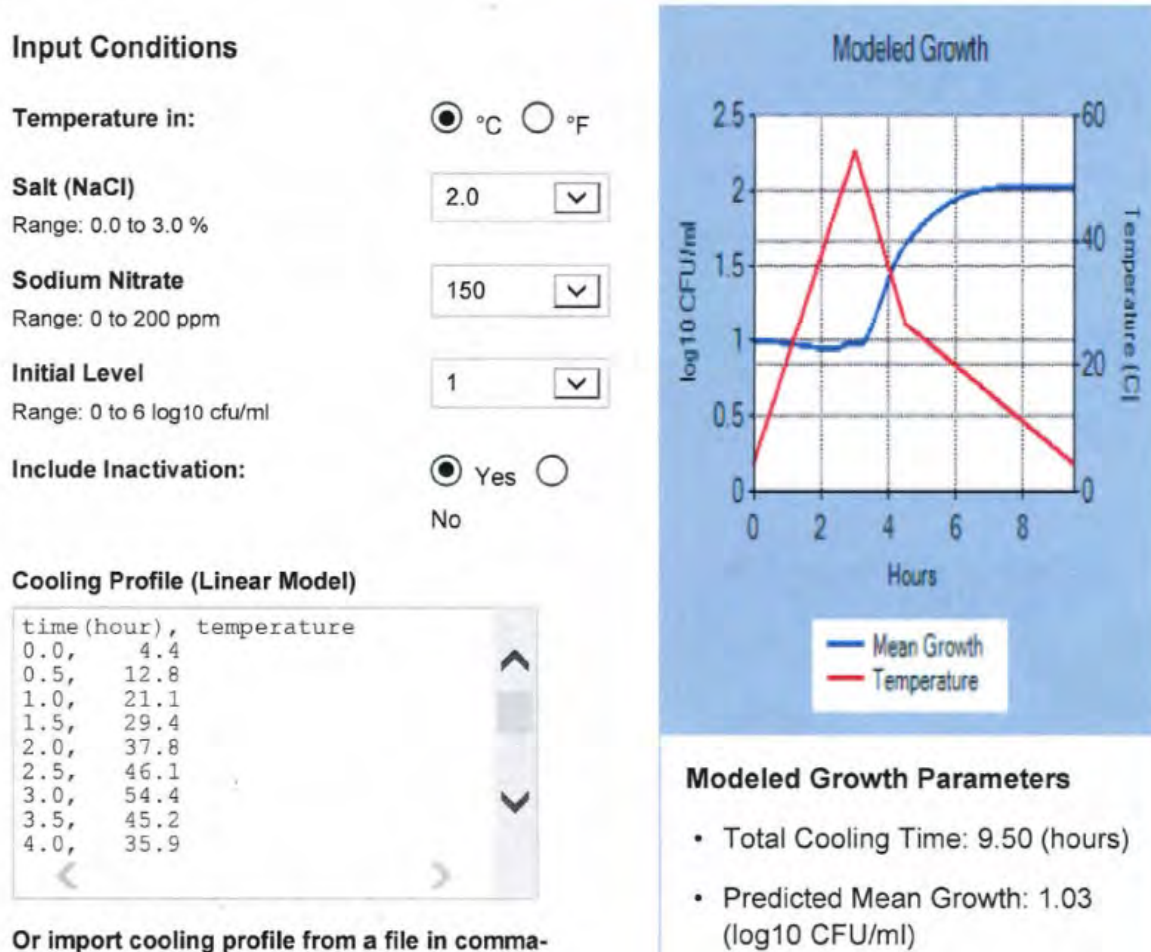 Input Conditions
Temperature in:
°C °F
Salt (NaCl)
2.0
Range: 0.0 to 3.0 %
Sodium Nitrate
150
Range: 0 to 200 ppm
Initial Level
1
Range: 0 to 6 log10 cfu/ml
Include Inactivation:
Yes
No
Cooling Profile (Linear Model)
time(hour), temperature
0.0, 4.4
0.5, 12.8
1.0, 21.1
1.5, 29.4
2.0, 37.8
2.5, 46.1
3.0, 54.4
3.5, 45.2
4.0, 35.9
Or import cooling profile from a file in comma-
Modeled Growth
2.5
2
1.5
1
0.5
0
log10 CFU/ml
60
40
20
0
Temperature (C)
0 2 4 6 8
Hours
Mean Growth
Temperature
Modeled Growth Parameters
• Total Cooling Time: 9.50 (hours)
• Predicted Mean Growth: 1.03
(log10 CFU/ml)